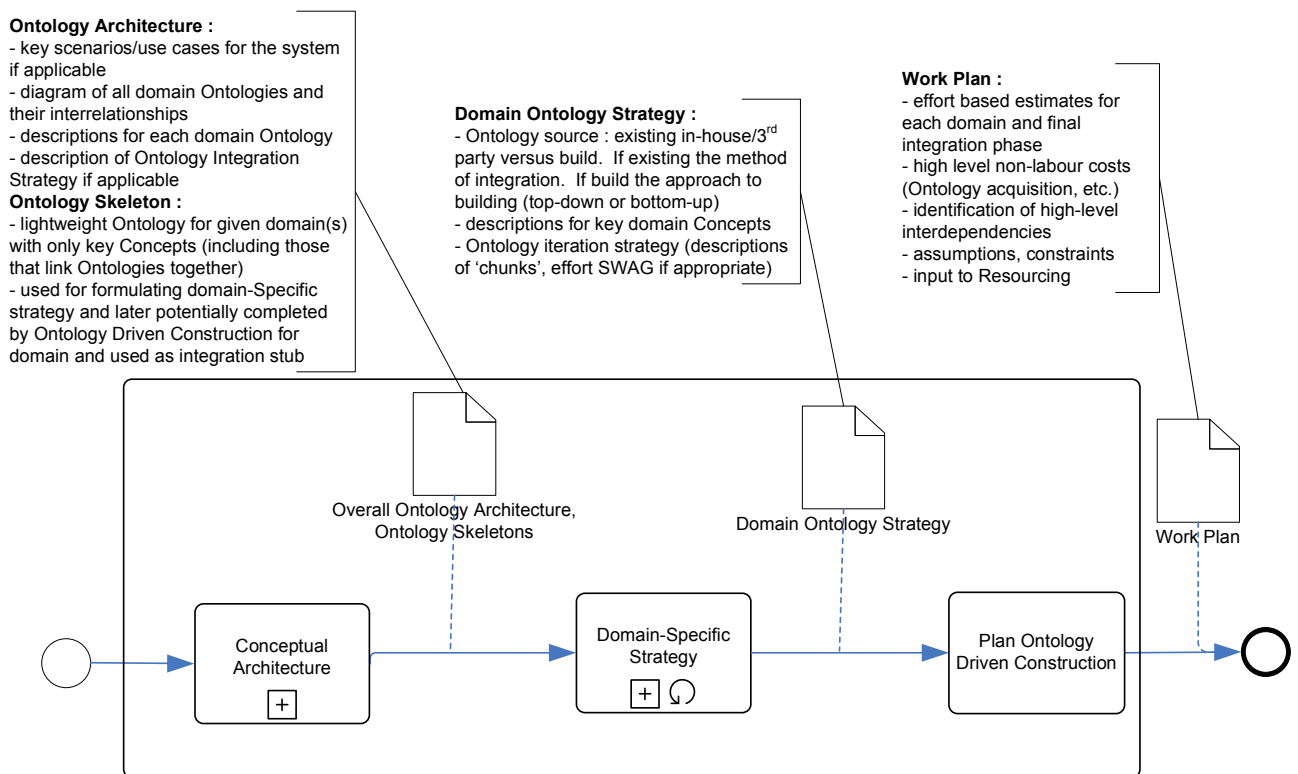 Ontology Architecture :
- key scenarios/use cases for the system
if applicable
- diagram of all domain Ontologies and
their interrelationships
- descriptions for each domain Ontology
- description of Ontology Integration
Strategy if applicable
Ontology Skeleton :
- lightweight Ontology for given domain(s)
with only key Concepts (including those
that link Ontologies together)
- used for formulating domain-Specific
strategy and later potentially completed
by Ontology Driven Construction for
domain and used as integration stub
Domain Ontology Strategy :
- Ontology source : existing in-house/3rd
party versus build.  If existing the method
of integration.  If build the approach to
building (top-down or bottom-up)
- descriptions for key domain Concepts
- Ontology iteration strategy (descriptions
of ‘chunks’, effort SWAG if appropriate)
Work Plan :
- effort based estimates for
each domain and final
integration phase
- high level non-labour costs
(Ontology acquisition, etc.)
- identification of high-level
interdependencies
- assumptions, constraints
- input to Resourcing
Overall Ontology Architecture,
Ontology Skeletons
Domain Ontology Strategy
Work Plan
Conceptual
Architecture
Domain-Specific
Strategy
Plan Ontology
Driven Construction